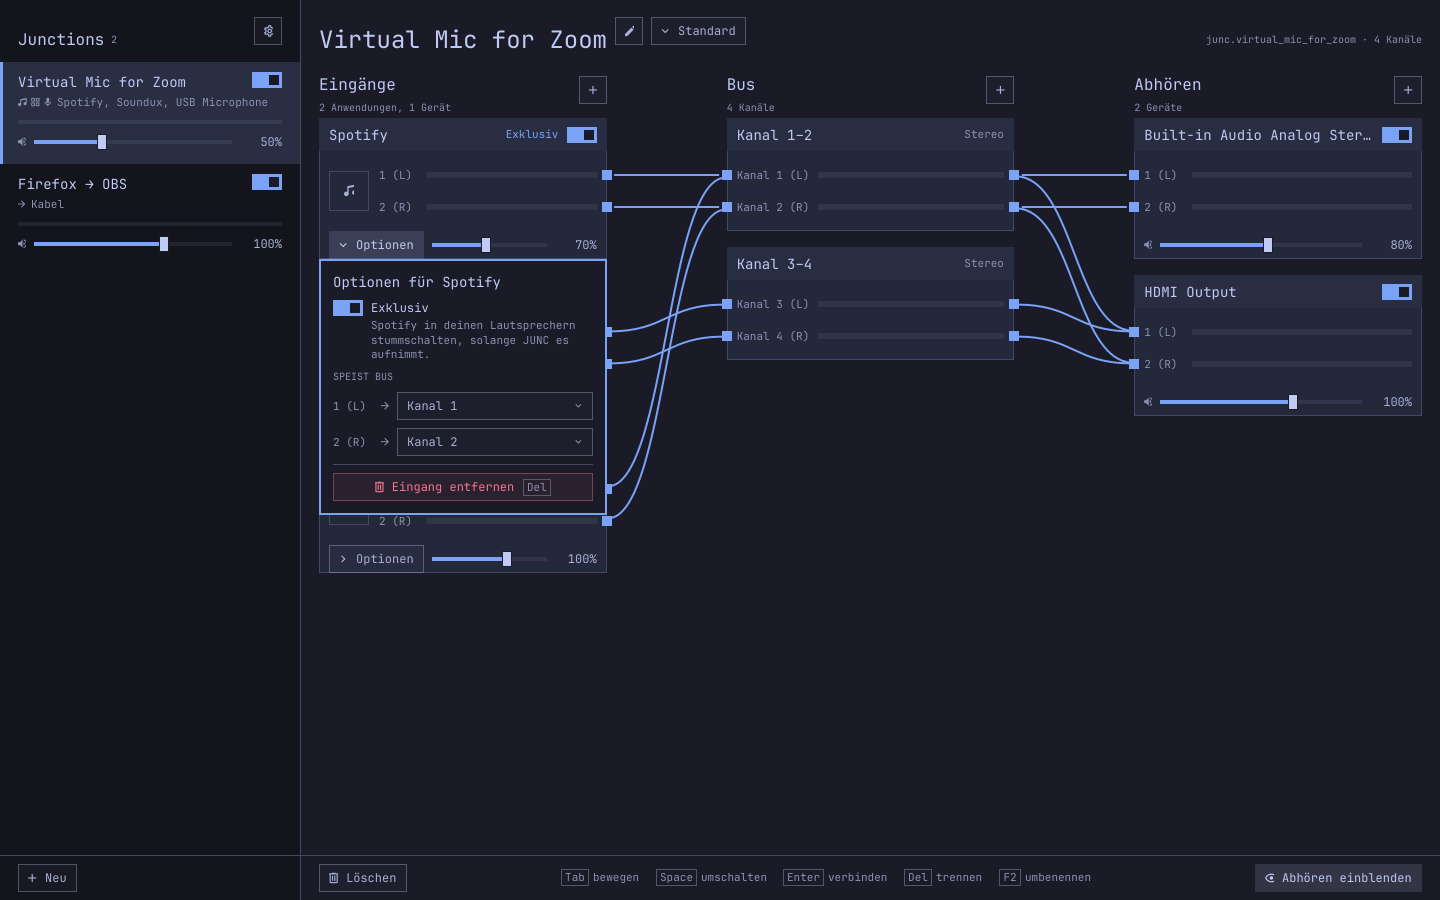 Junctions 2
Virtual Mic for Zoom
Spotify, Soundux, USB Microphone
50%
Firefox → OBS
→ Kabel
100%
+ Neu
Virtual Mic for Zoom
Standard
junc.virtual_mic_for_zoom · 4 Kanäle
Eingänge
2 Anwendungen, 1 Gerät
Spotify
Exklusiv
1 (L)
2 (R)
Optionen
70%
Optionen für Spotify
Exklusiv
Spotify in deinen Lautsprechern
stummschalten, solange JUNC es
aufnimmt.
SPEIST BUS
1 (L) → Kanal 1
2 (R) → Kanal 2
Eingang entfernen Del
2 (R)
Optionen
100%
Bus
4 Kanäle
Kanal 1–2
Stereo
Kanal 1 (L)
Kanal 2 (R)
Kanal 3–4
Stereo
Kanal 3 (L)
Kanal 4 (R)
Abhören
2 Geräte
Built-in Audio Analog Ster…
1 (L)
2 (R)
80%
HDMI Output
1 (L)
2 (R)
100%
Löschen
Tab bewegen Space umschalten Enter verbinden Del trennen F2 umbenennen
Abhören einblenden